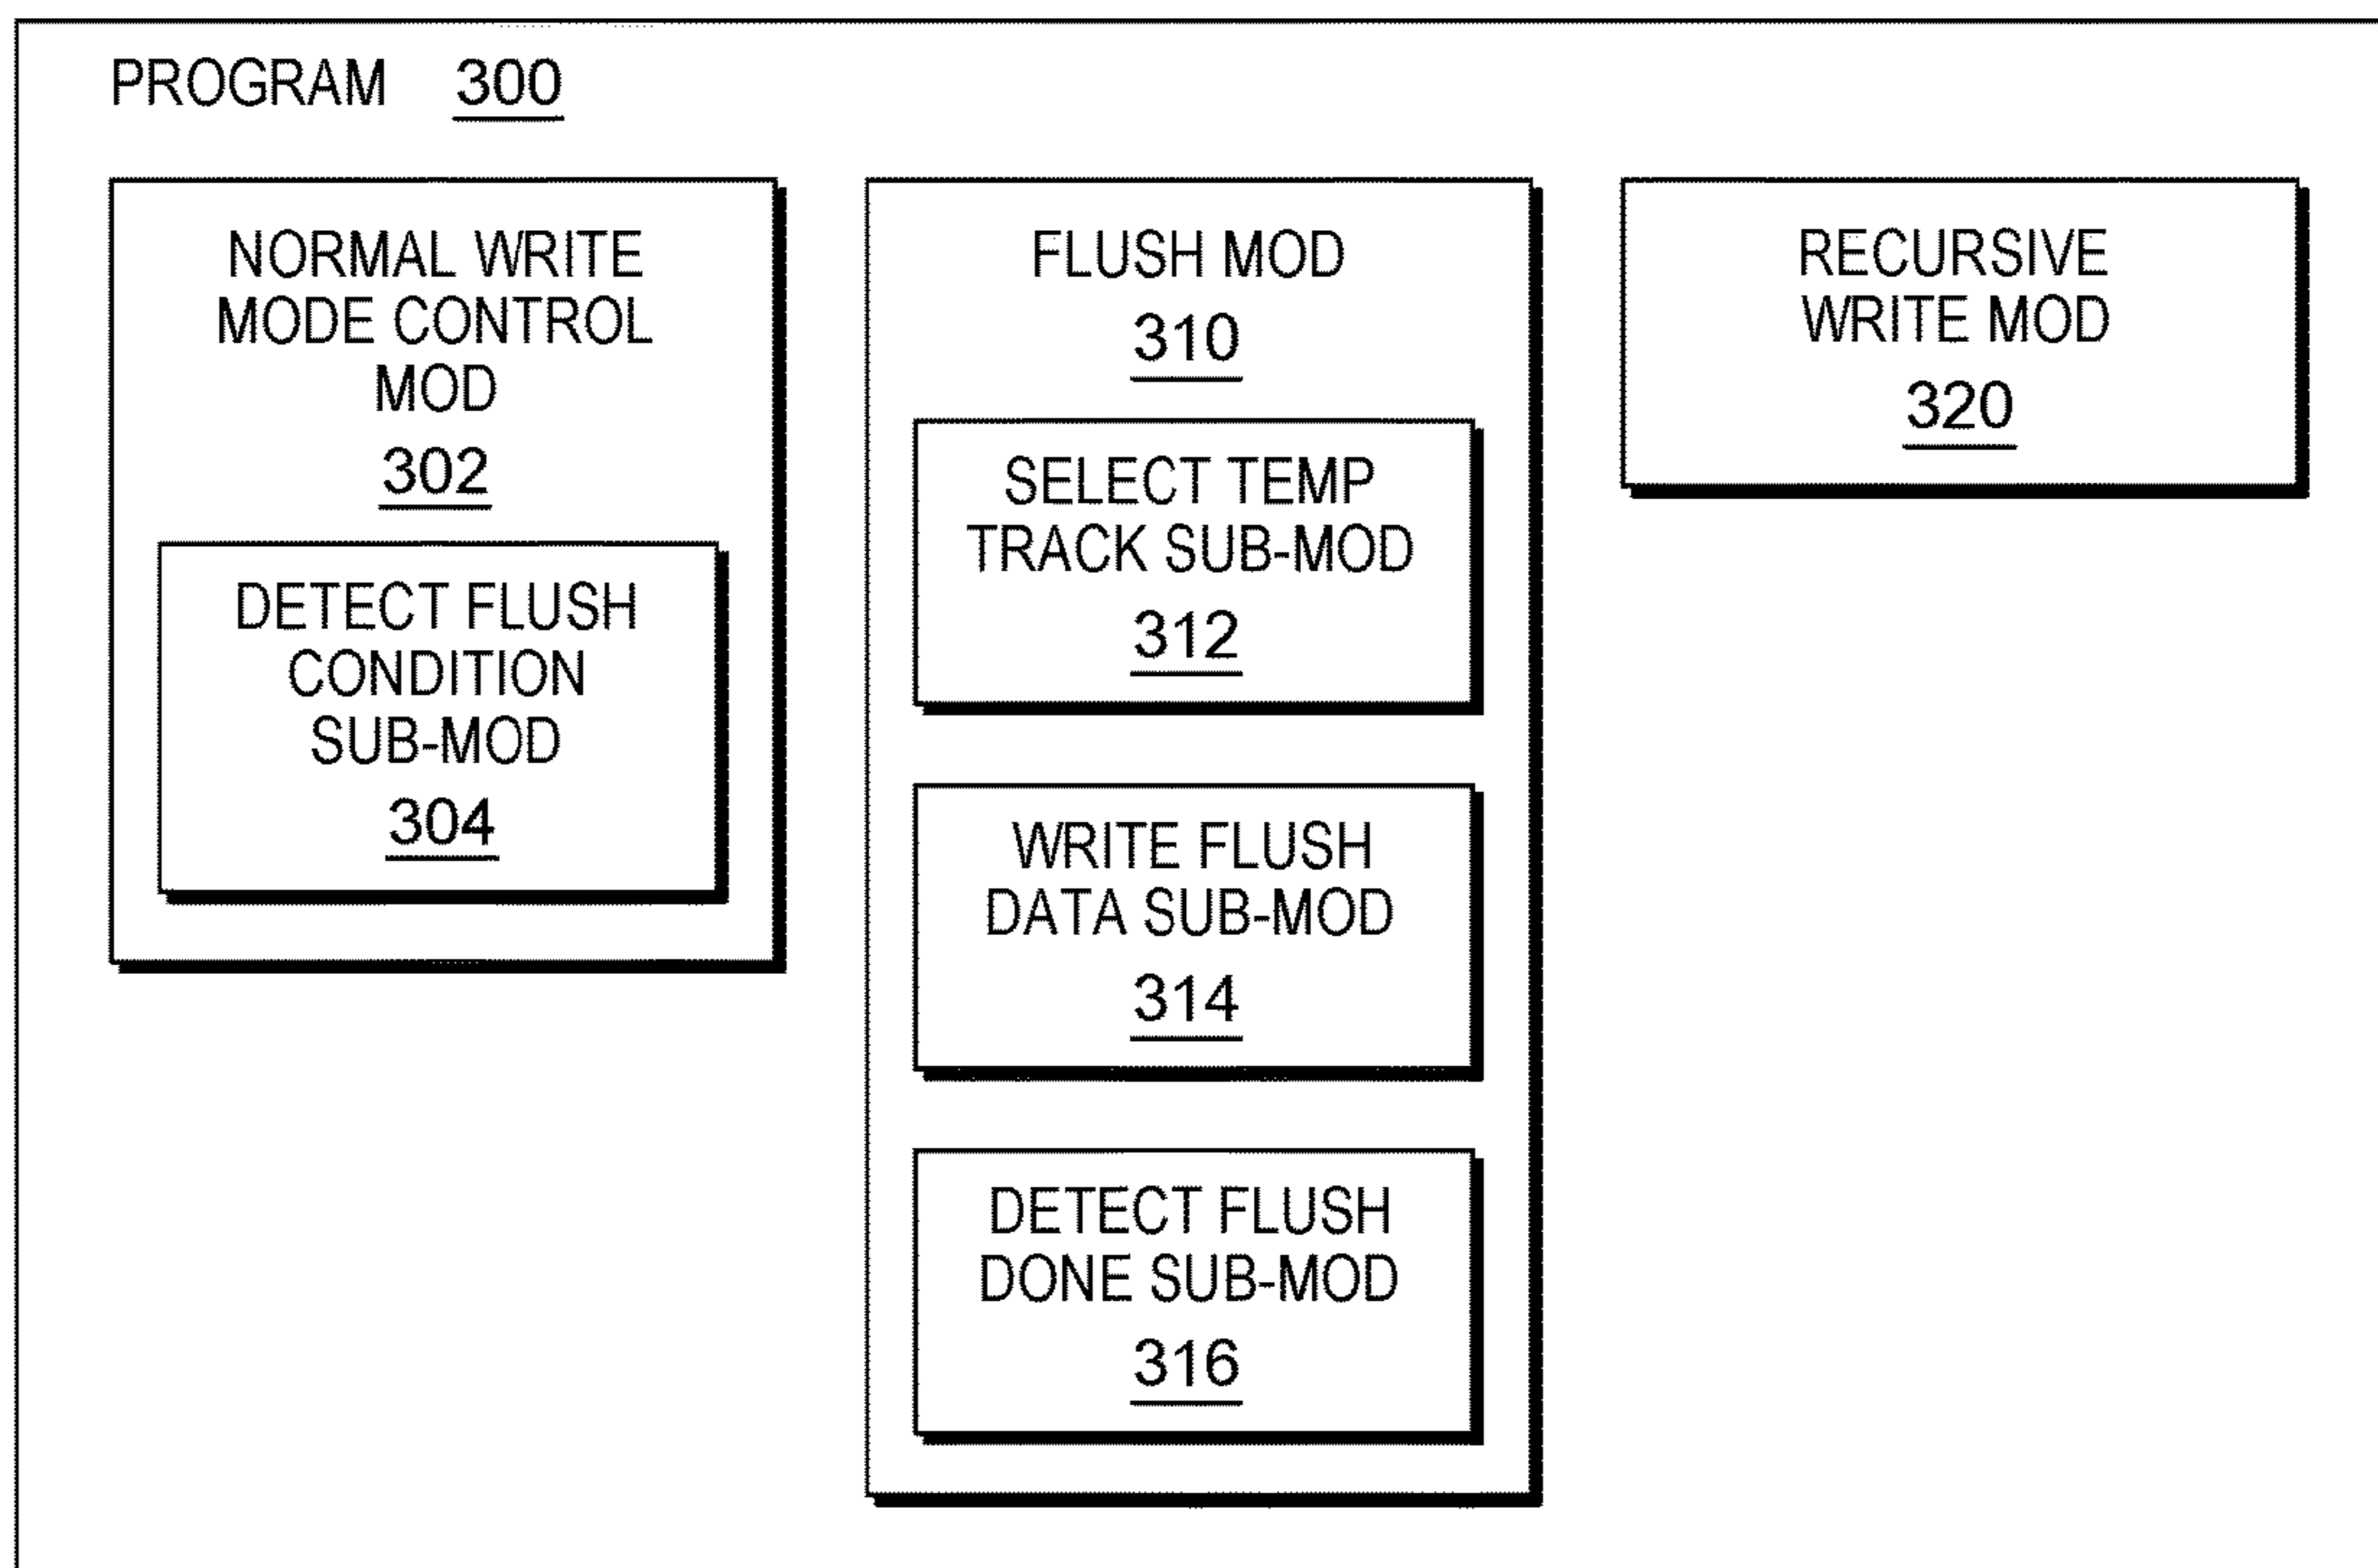 PROGRAM 300
NORMAL WRITE
MODE CONTROL
MOD
302
DETECT FLUSH
CONDITION
SUB-MOD
304
FLUSH MOD
310
SELECT TEMP
TRACK SUB-MOD
312
WRITE FLUSH
DATA SUB-MOD
314
DETECT FLUSH
DONE SUB-MOD
316
RECURSIVE
WRITE MOD
320